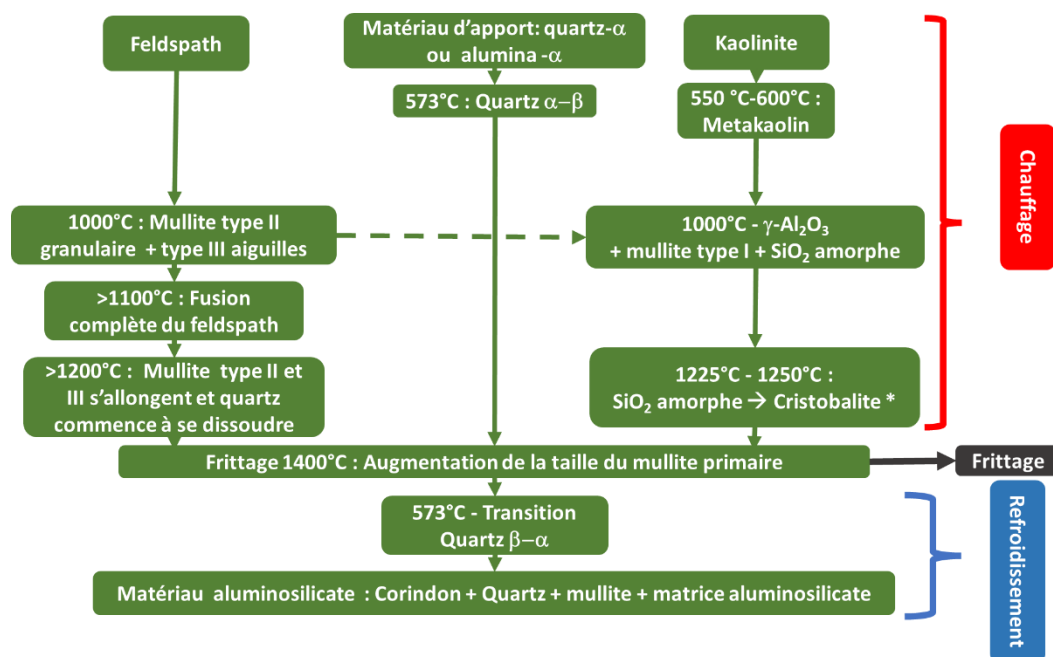 Feldspath
Matériau d'apport: quartz-α
ou alumina -α
Kaolinite
573°C : Quartz α–β
550 °C-600°C :
Metakaolin
Chauffage
1000°C : Mullite type II
granulaire + type III aiguilles
1000°C - γ-Al₂O₃
+ mullite type I + SiO₂ amorphe
>1100°C : Fusion
complète du feldspath
>1200°C : Mullite type II et
III s'allongent et quartz
commence à se dissoudre
1225°C - 1250°C :
SiO₂ amorphe → Cristobalite *
Frittage 1400°C : Augmentation de la taille du mullite primaire
Frittage
573°C - Transition
Quartz β–α
Refroidissement
Matériau aluminosilicate : Corindon + Quartz + mullite + matrice aluminosilicate